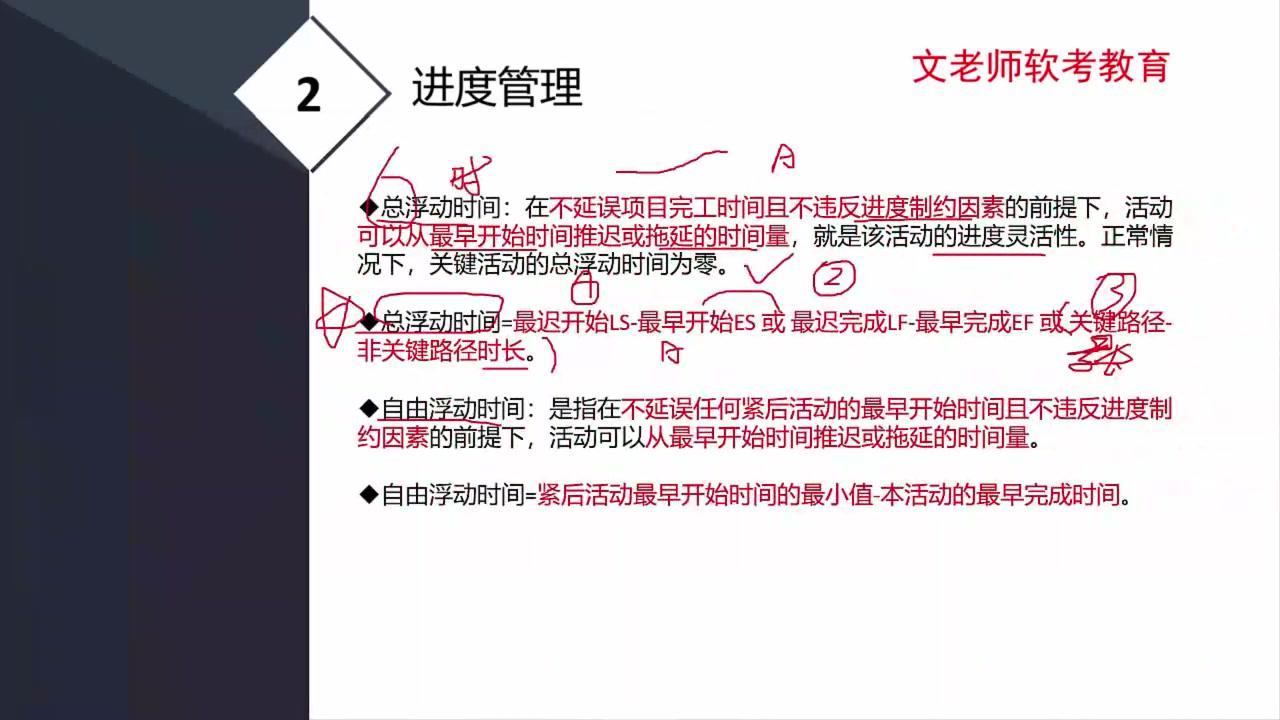 2
进度管理
文老师软考教育
时
A
◆总浮动时间：在不延误项目完工时间且不违反进度制约因素的前提下，活动
可以从最早开始时间推迟或拖延的时间量，就是该活动的进度灵活性。正常情
况下，关键活动的总浮动时间为零。
②
③
◆总浮动时间=最迟开始LS-最早开始ES 或 最迟完成LF-最早完成EF 或（关键路径-
非关键路径时长。）
A
◆自由浮动时间：是指在不延误任何紧后活动的最早开始时间且不违反进度制
约因素的前提下，活动可以从最早开始时间推迟或拖延的时间量。
◆自由浮动时间=紧后活动最早开始时间的最小值-本活动的最早完成时间。